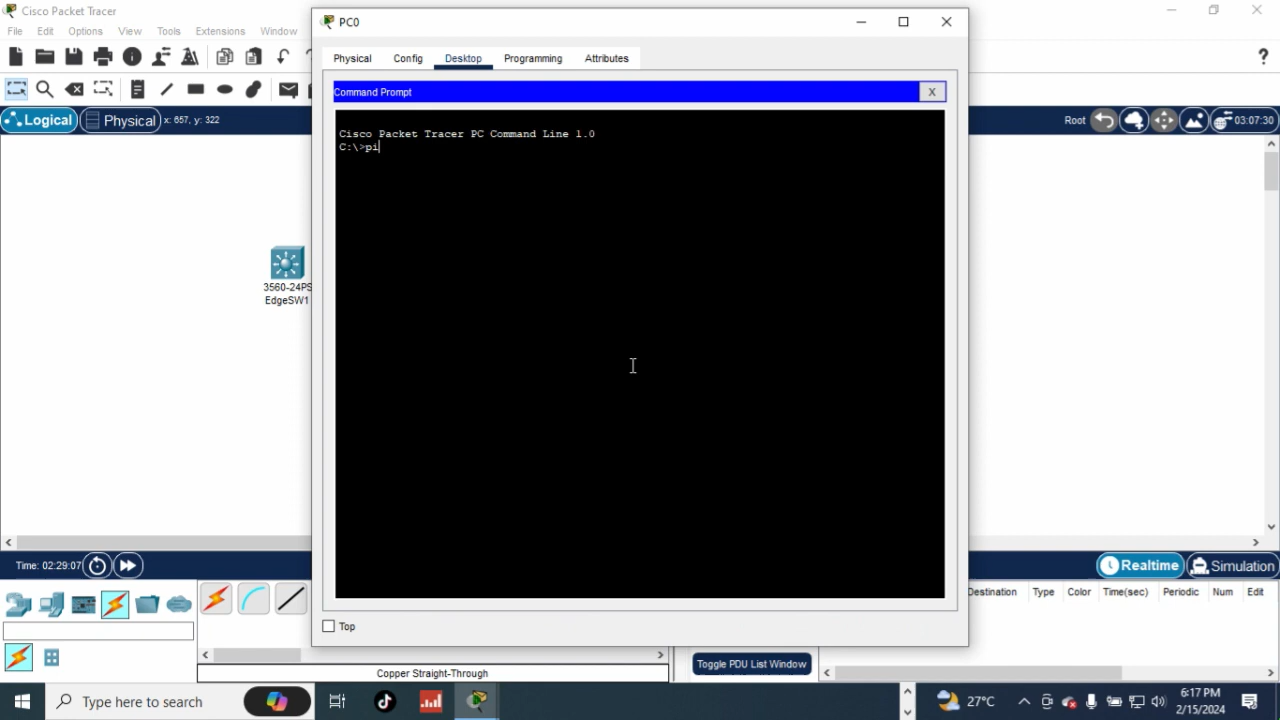 Cisco Packet Tracer
File Edit Options View Tools Extensions Window
?
Logical Physical x: 657, y: 322
Root 03:07:30
3560-24PS
EdgeSW1
PC0
Physical Config Desktop Programming Attributes
Command Prompt X
Cisco Packet Tracer PC Command Line 1.0
C:\>pi
Top
Time: 02:29:07
Realtime Simulation
Copper Straight-Through
Toggle PDU List Window
Destination Type Color Time(sec) Periodic Num Edit
Type here to search
27°C
6:17 PM
2/15/2024